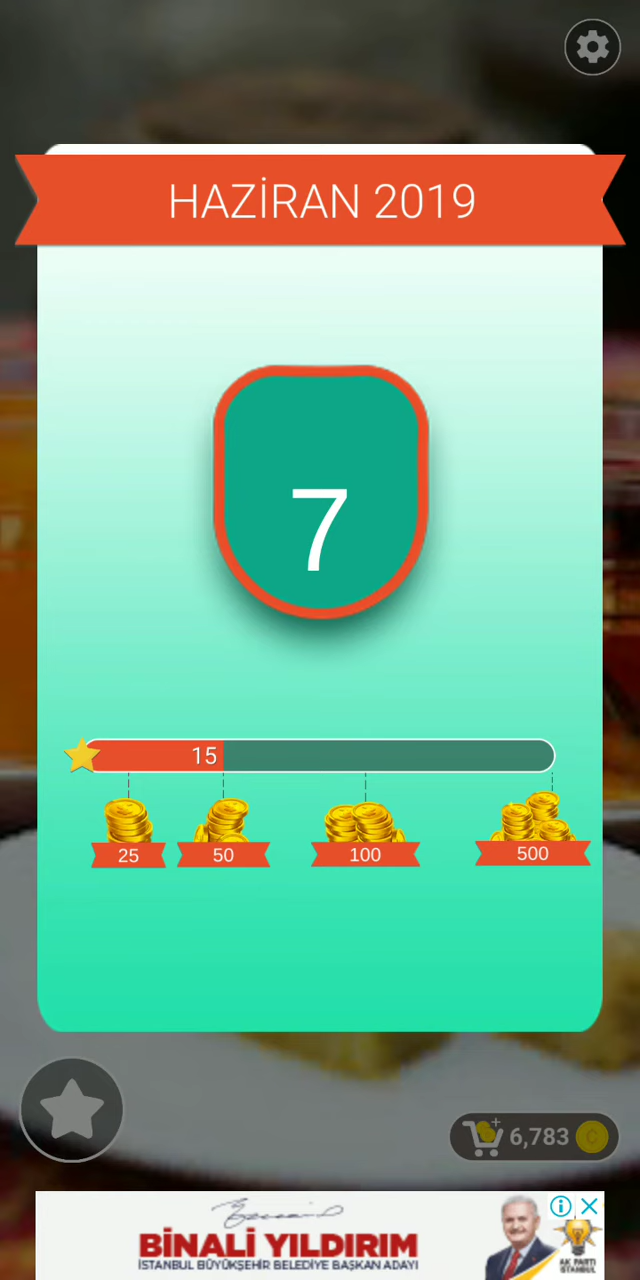 HAZİRAN 2019
7
15
25
50
100
500
6,783
BİNALİ YILDIRIM
İSTANBUL BÜYÜKŞEHİR BELEDİYE BAŞKAN ADAYI
AK PARTİ
İSTANBUL